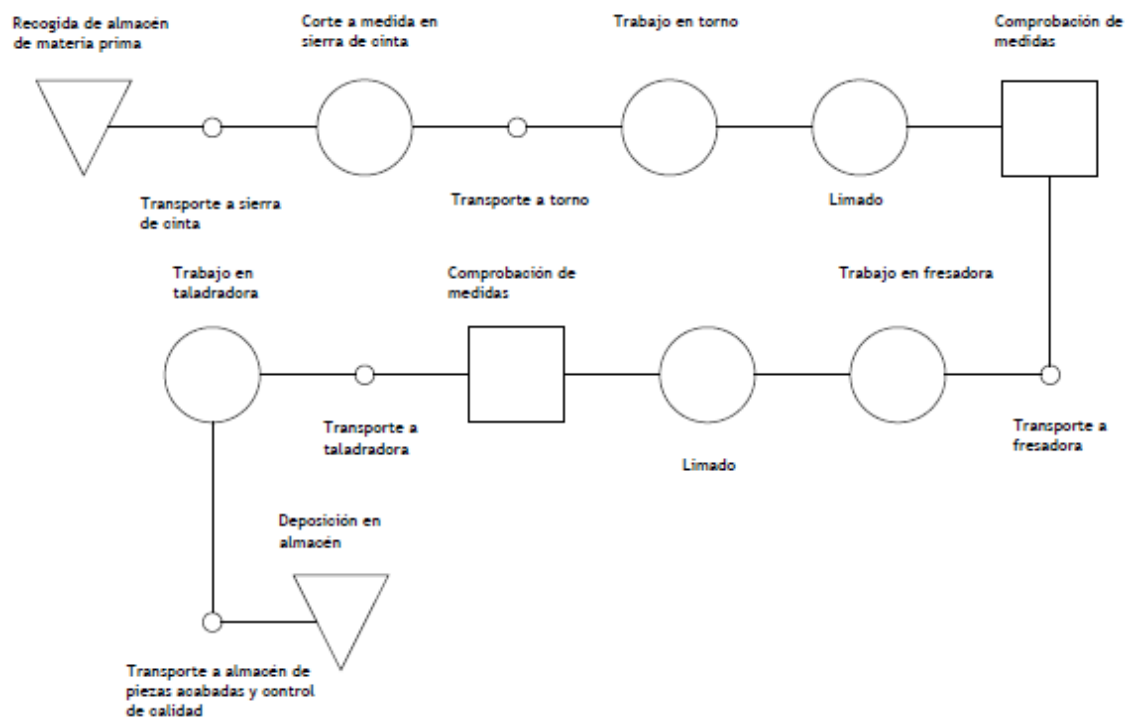 Recogida de almacén
de materia prima
Corte a medida en
sierra de cinta
Trabajo en torno
Comprobación de
medidas
Transporte a sierra
de cinta
Transporte a torno
Limado
Trabajo en
taladradora
Comprobación de
medidas
Trabajo en fresadora
Transporte a
taladradora
Limado
Transporte a
fresadora
Deposición en
almacén
Transporte a almacén de
piezas acabadas y control
de calidad